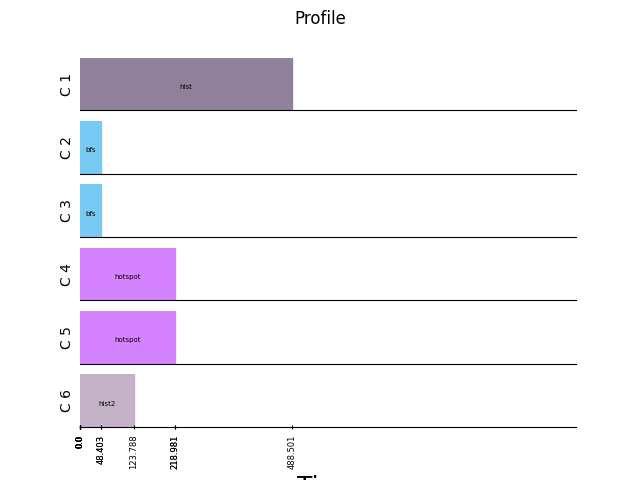 Profile
C 1
hist
C 2
bfs
C 3
bfs
C 4
hotspot
C 5
hotspot
C 6
hist2
0.0
48.403
123.788
218.981
488.501